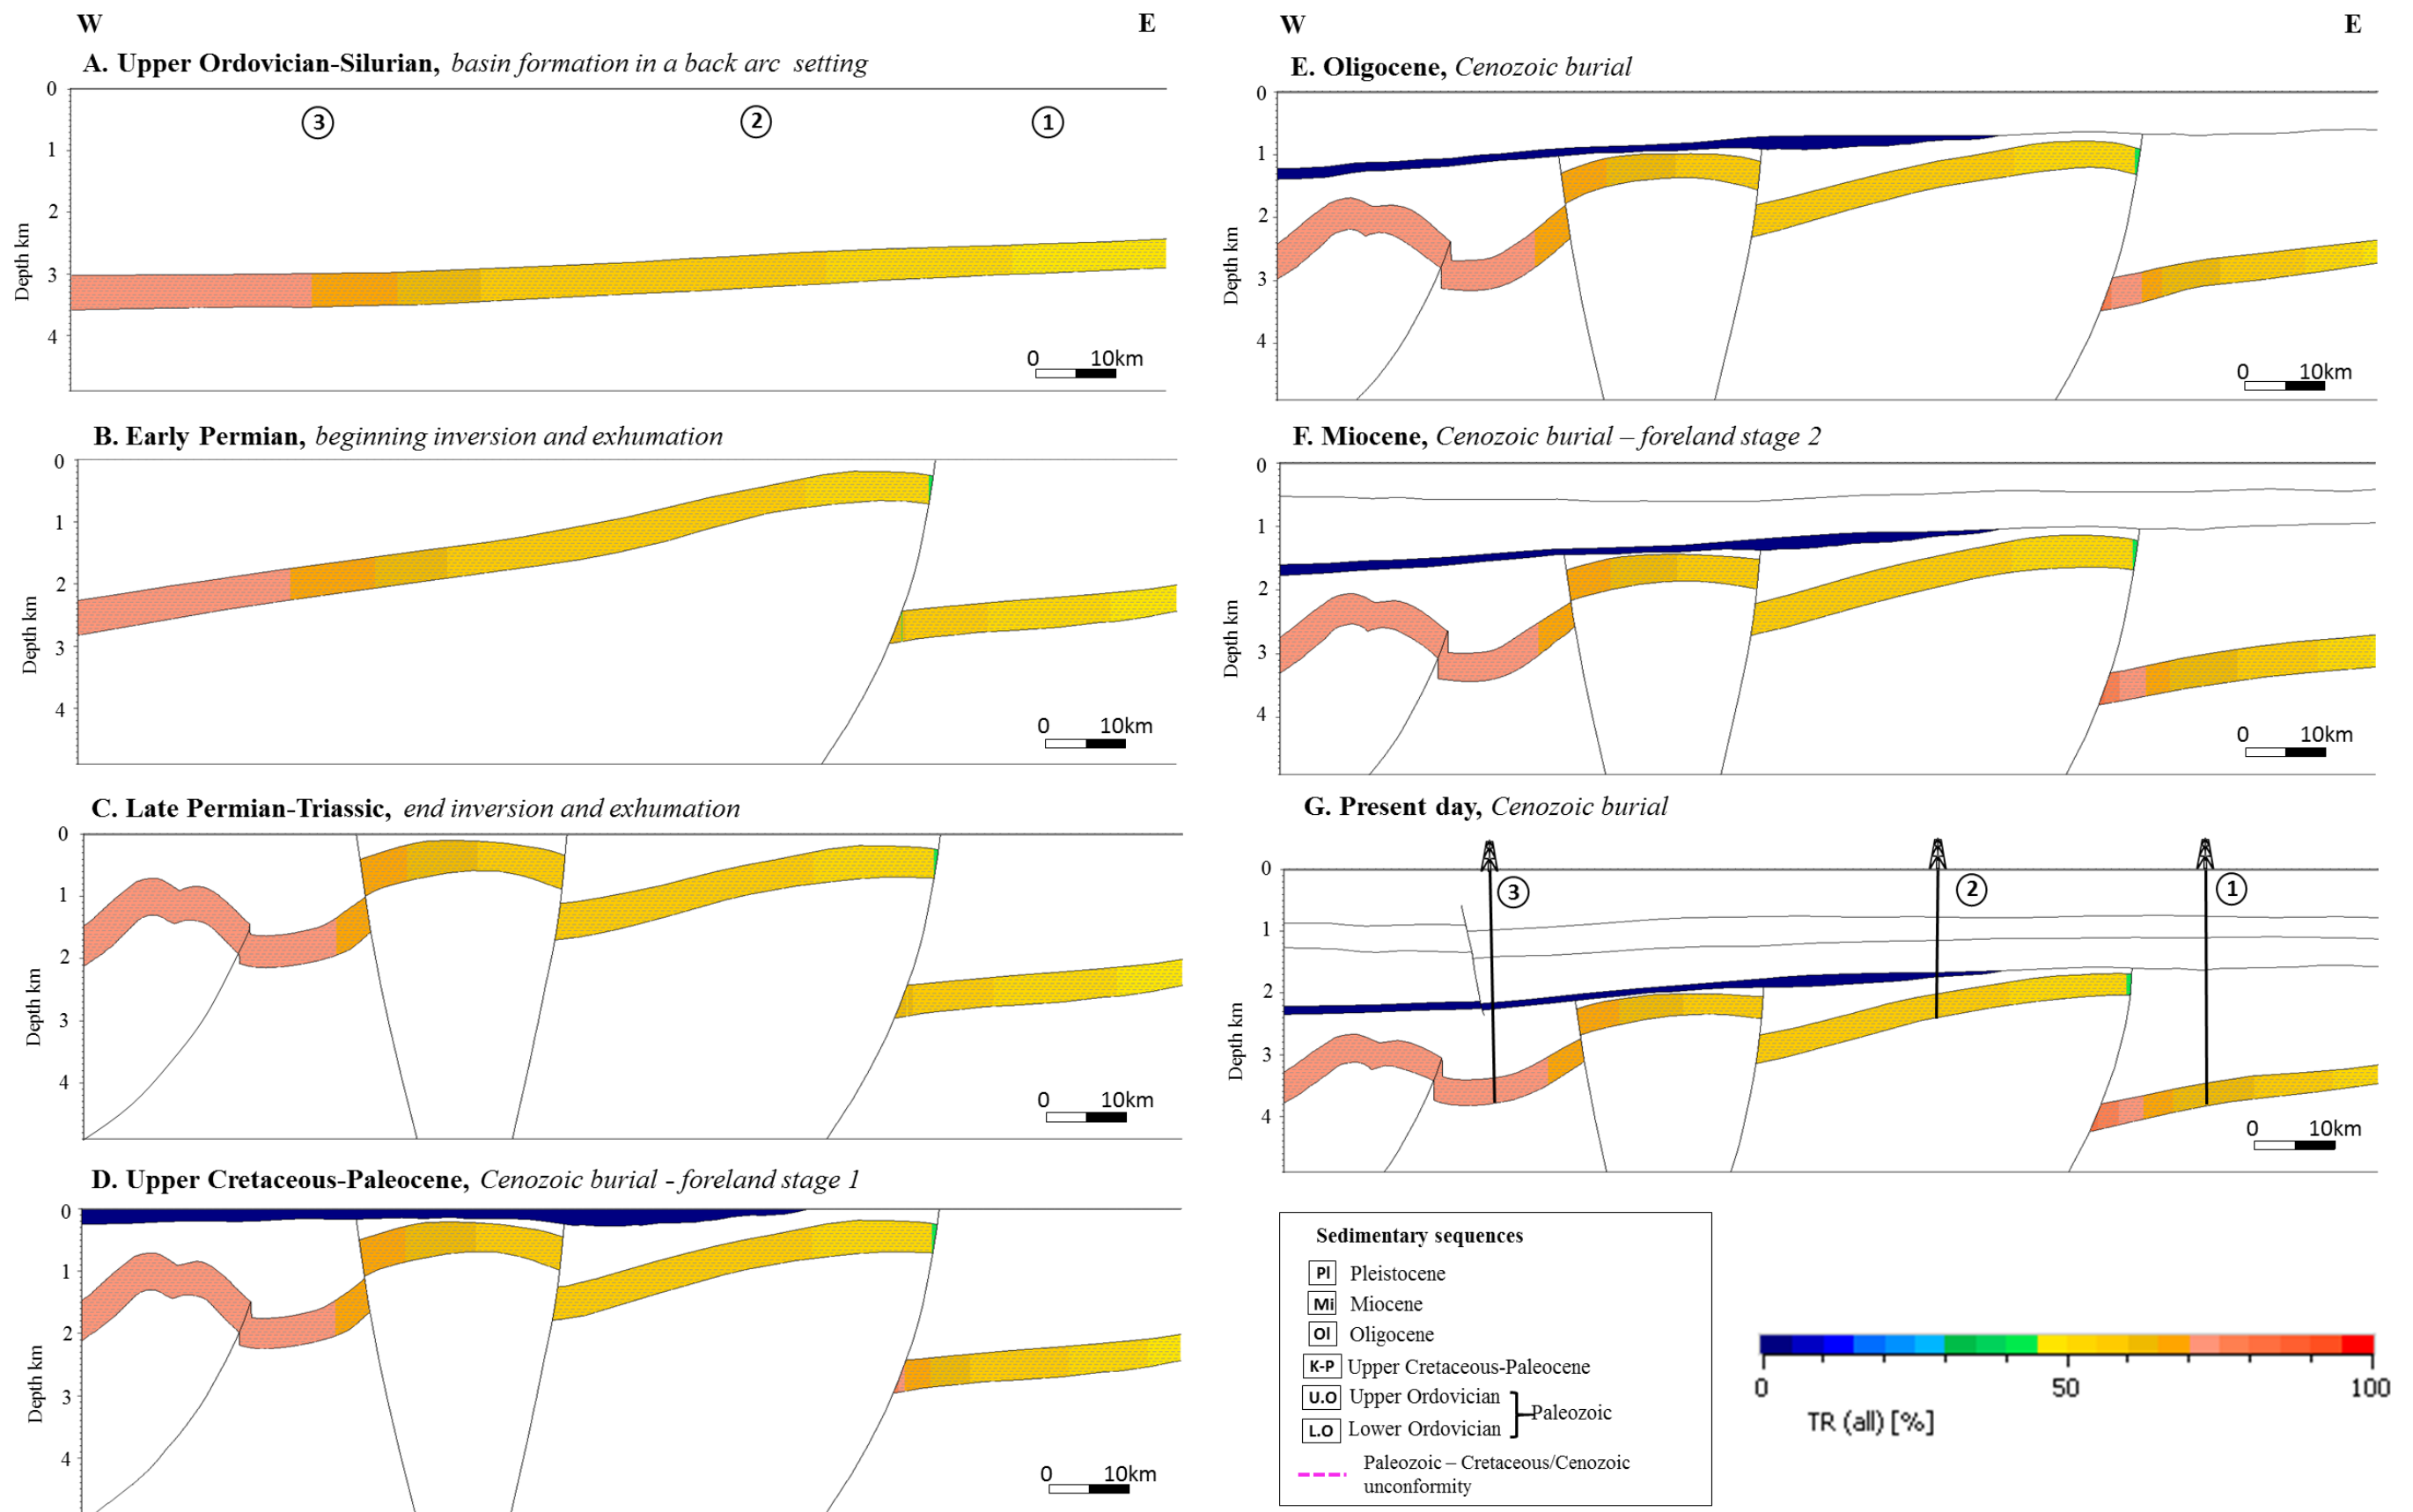 W E
A. Upper Ordovician-Silurian, basin formation in a back arc setting
0
1
2
3
4
Depth km
3 2 1
0 10km
B. Early Permian, beginning inversion and exhumation
0
1
2
3
4
Depth km
0 10km
C. Late Permian-Triassic, end inversion and exhumation
0
1
2
3
4
Depth km
0 10km
D. Upper Cretaceous-Paleocene, Cenozoic burial - foreland stage 1
0
1
2
3
4
Depth km
0 10km
W E
E. Oligocene, Cenozoic burial
0
1
2
3
4
Depth km
0 10km
F. Miocene, Cenozoic burial – foreland stage 2
0
1
2
3
4
Depth km
0 10km
G. Present day, Cenozoic burial
0
1
2
3
4
Depth km
3 2 1
0 10km
Sedimentary sequences
Pl Pleistocene
Mi Miocene
Ol Oligocene
K-P Upper Cretaceous-Paleocene
U.O Upper Ordovician
L.O Lower Ordovician
Paleozoic
Paleozoic – Cretaceous/Cenozoic
unconformity
0 50 100
TR (all) [%]